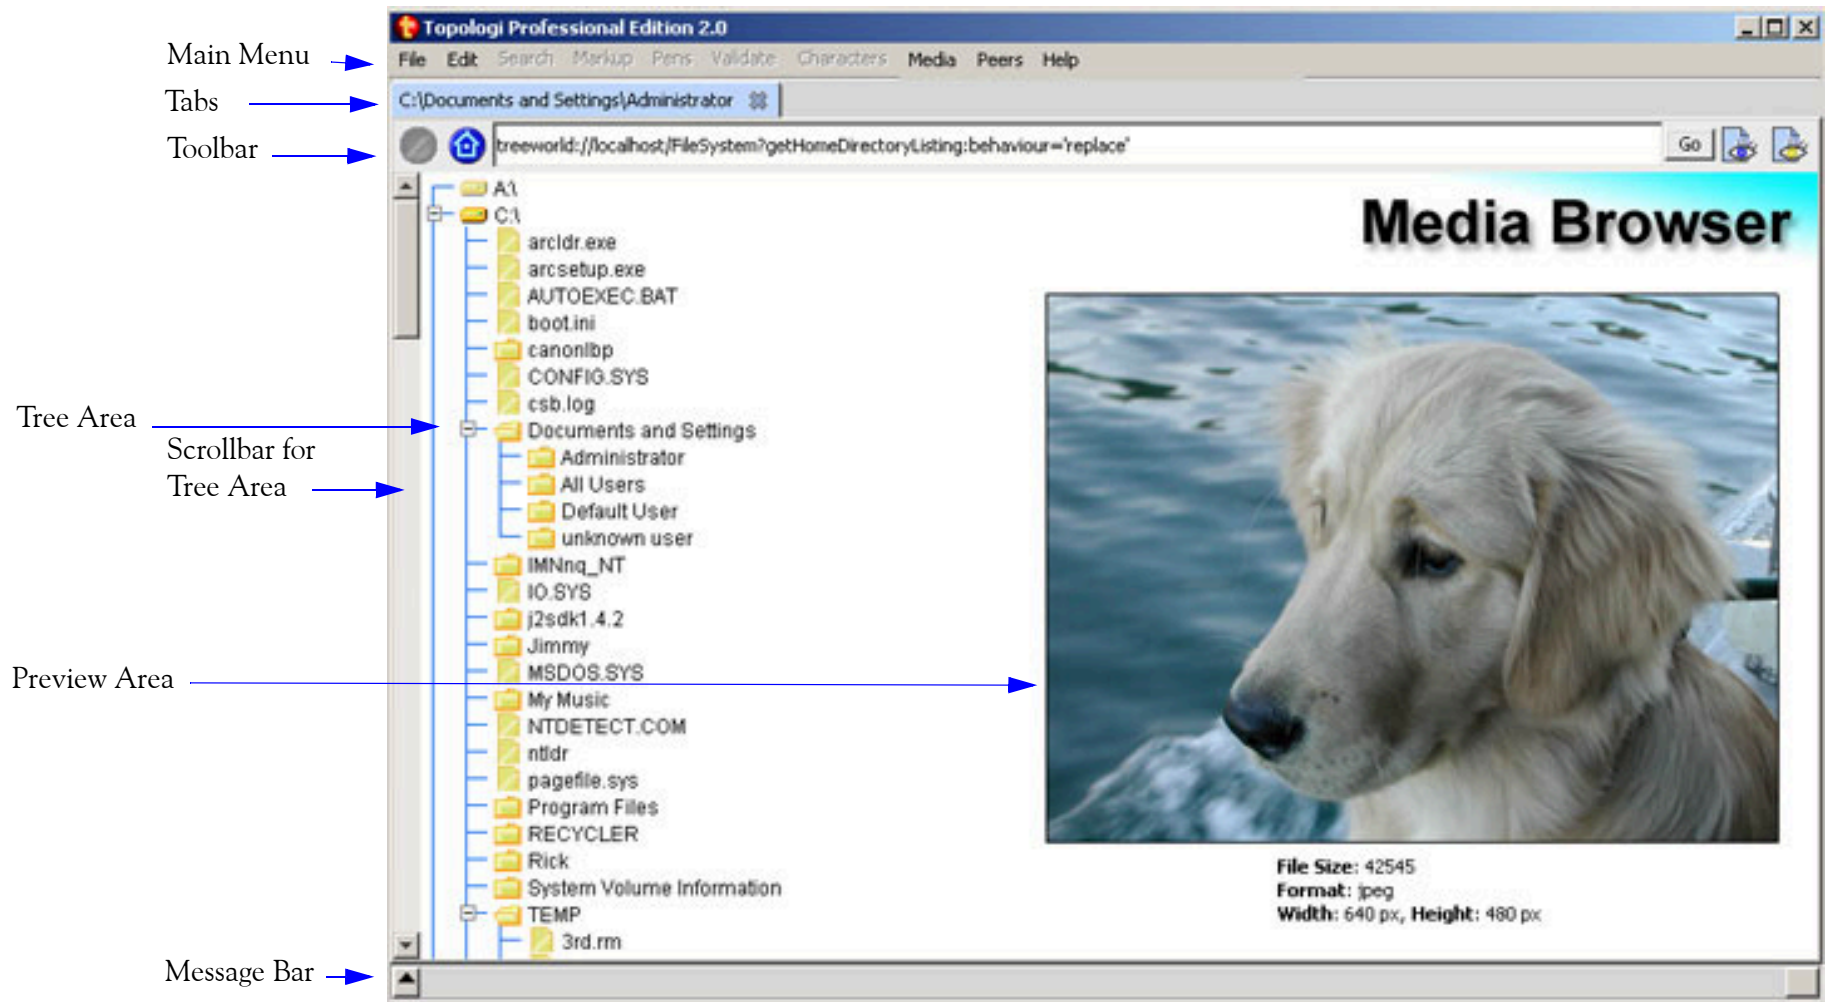 Topologi Professional Edition 2.0
Main Menu
File Edit Search Markup Pens Validate Characters Media Peers Help
Tabs
C:\Documents and Settings\Administrator
Toolbar
treeworld://localhost/FileSystem?getHomeDirectoryListing:behaviour='replace'
Go
A:\
C:\
Media Browser
arcldr.exe
arcsetup.exe
AUTOEXEC.BAT
boot.ini
canonlbp
CONFIG.SYS
csb.log
Tree Area
Documents and Settings
Scrollbar for
Tree Area
Administrator
All Users
Default User
unknown user
IMNnq_NT
IO.SYS
j2sdk1.4.2
Jimmy
MSDOS.SYS
Preview Area
My Music
NTDETECT.COM
ntldr
pagefile.sys
Program Files
RECYCLER
Rick
System Volume Information
TEMP
3rd.rm
File Size: 42545
Format: jpeg
Width: 640 px, Height: 480 px
Message Bar